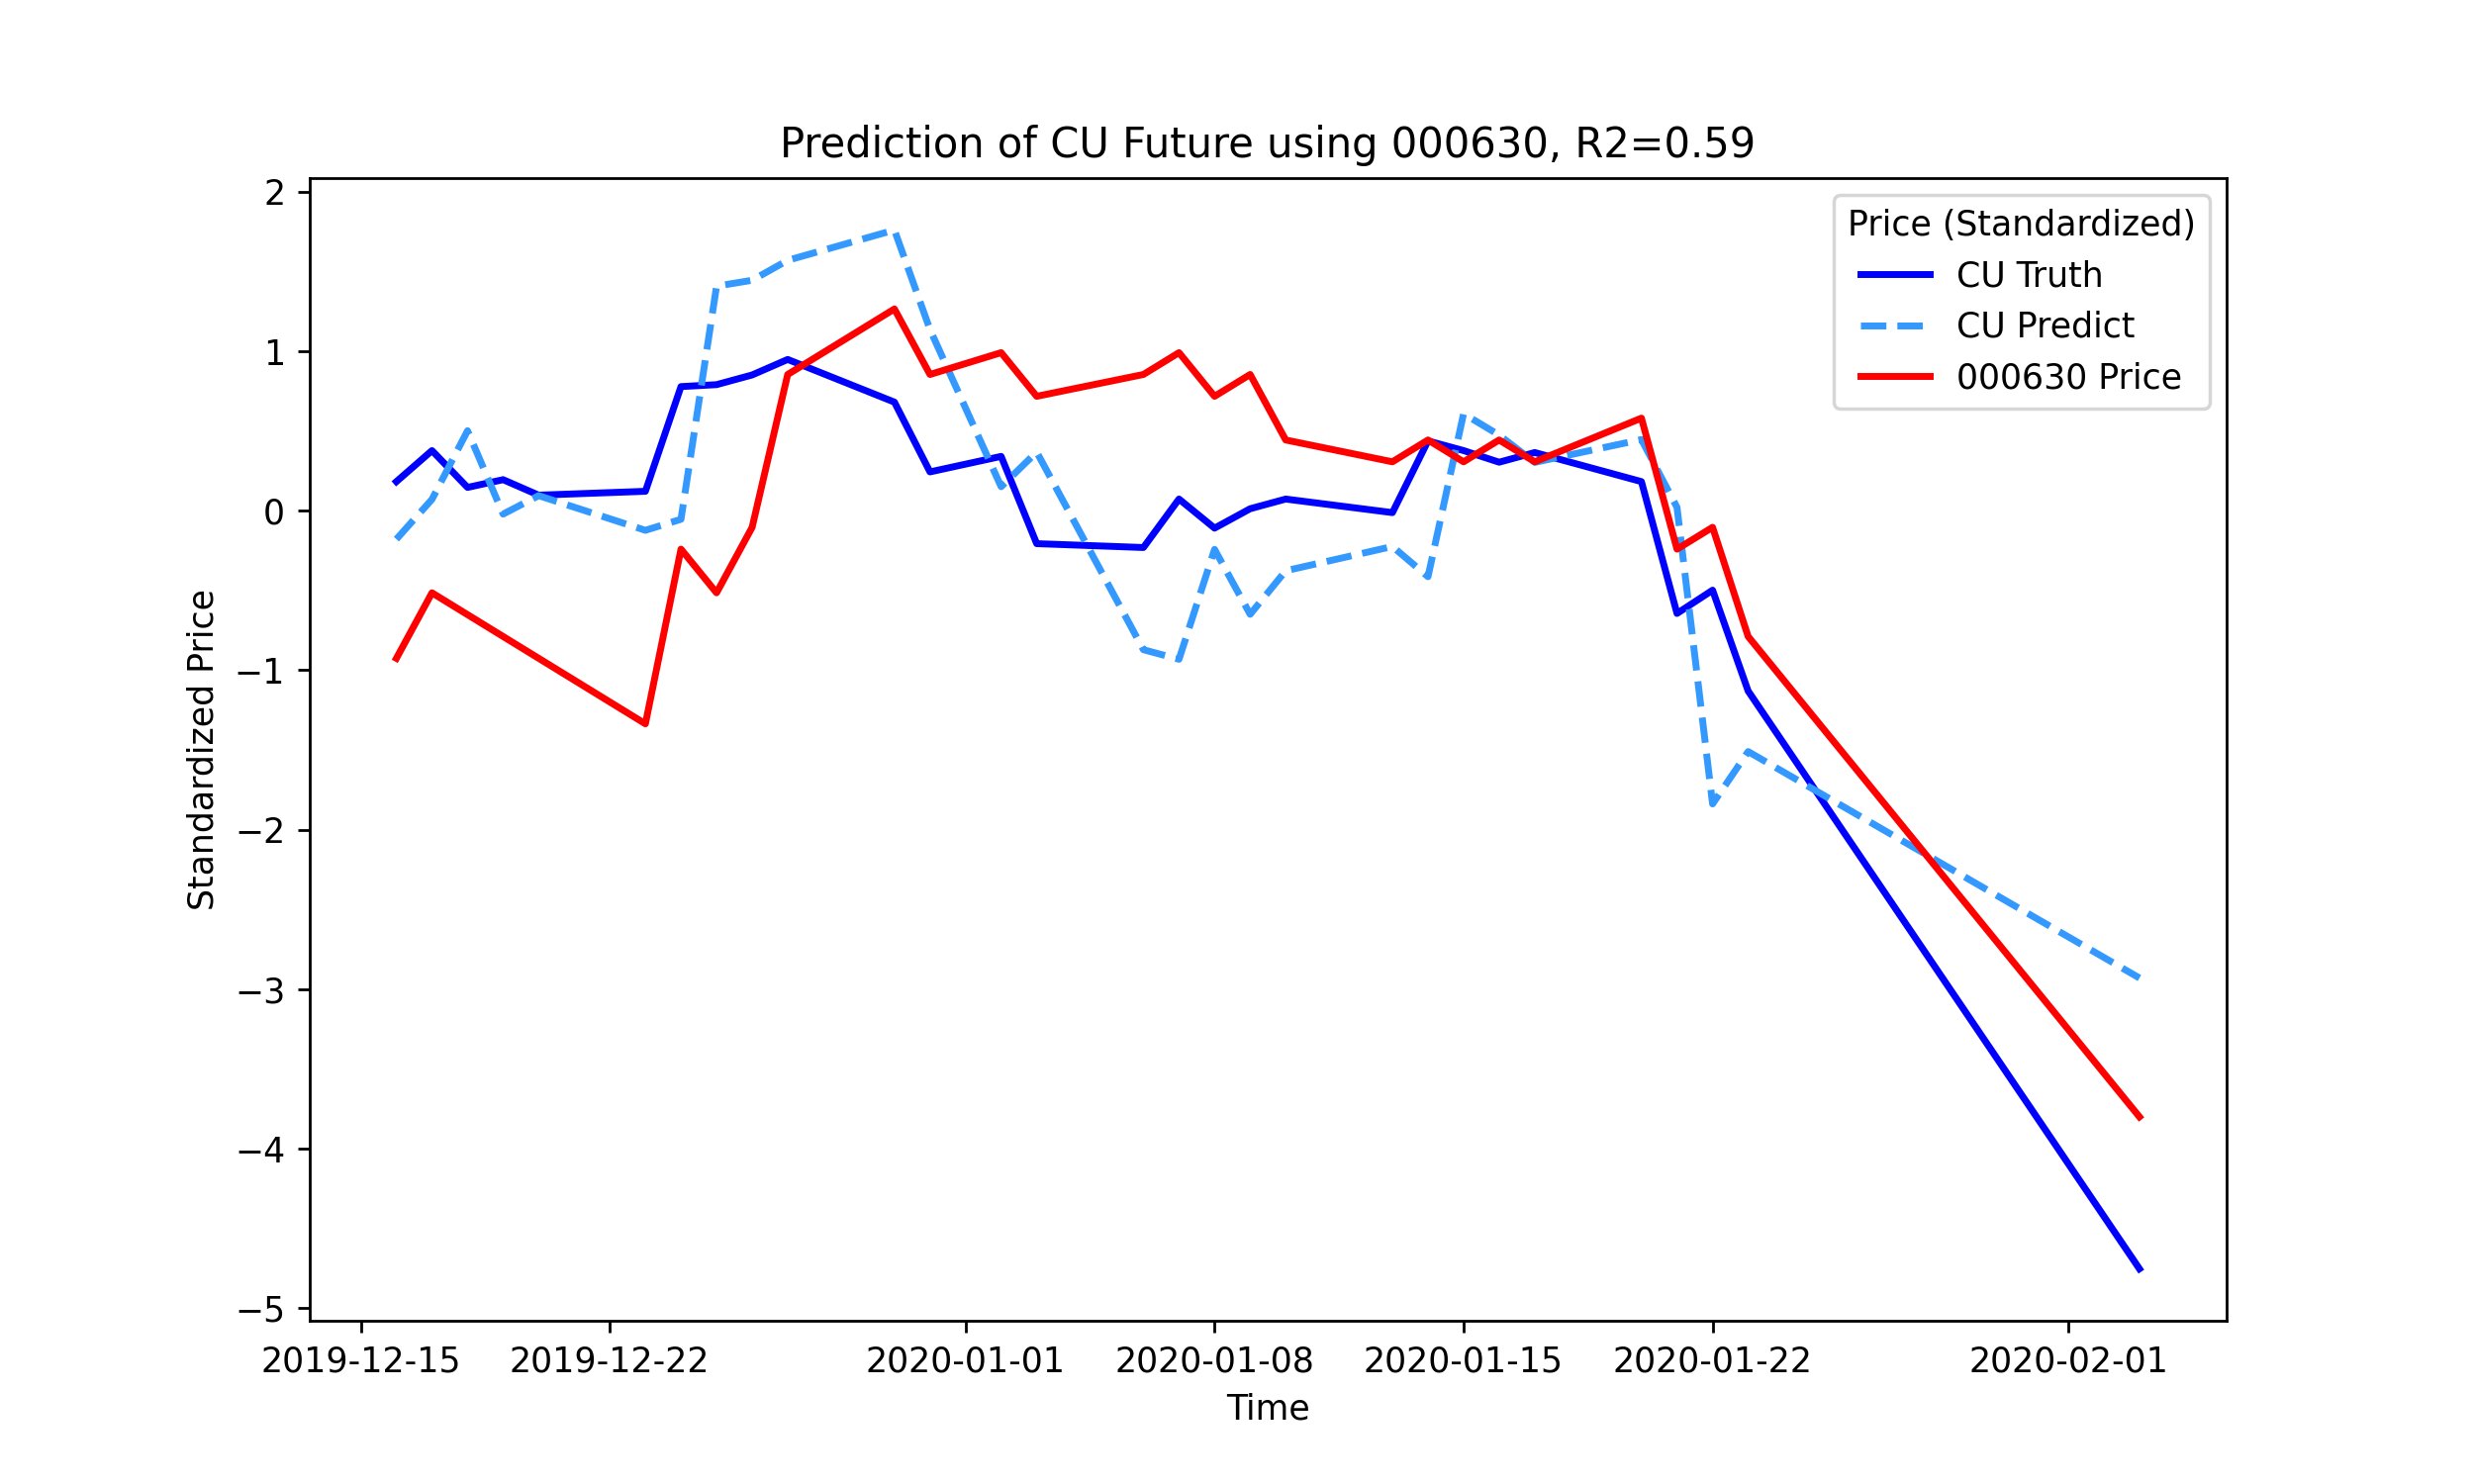 Prediction of CU Future using 000630, R2=0.59
Price (Standardized)
CU Truth
CU Predict
000630 Price
Standardized Price
2
1
0
−1
−2
−3
−4
−5
2019-12-15
2019-12-22
2020-01-01
2020-01-08
2020-01-15
2020-01-22
2020-02-01
Time